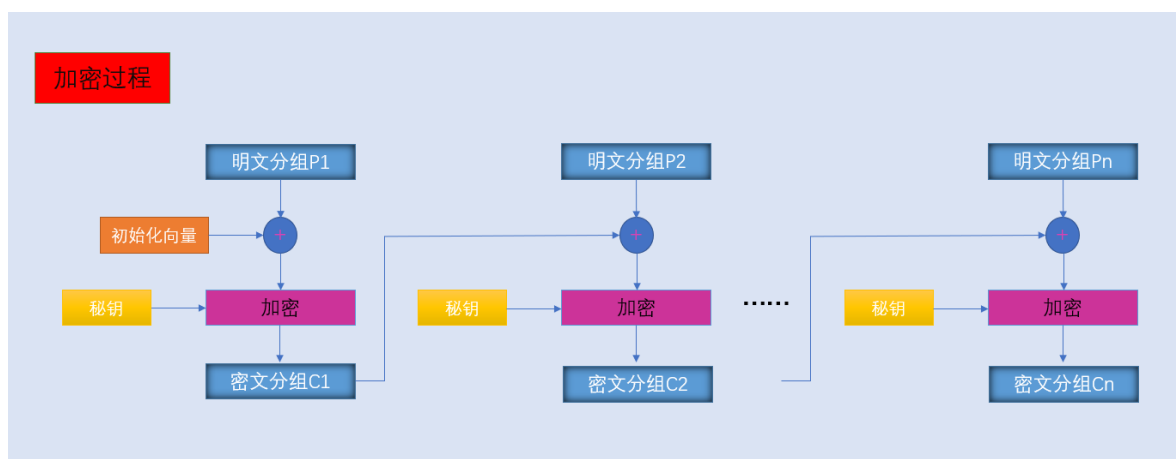 加密过程
明文分组P1
明文分组P2
明文分组Pn
初始化向量
+
+
+
秘钥
加密
秘钥
加密
……
秘钥
加密
密文分组C1
密文分组C2
密文分组Cn